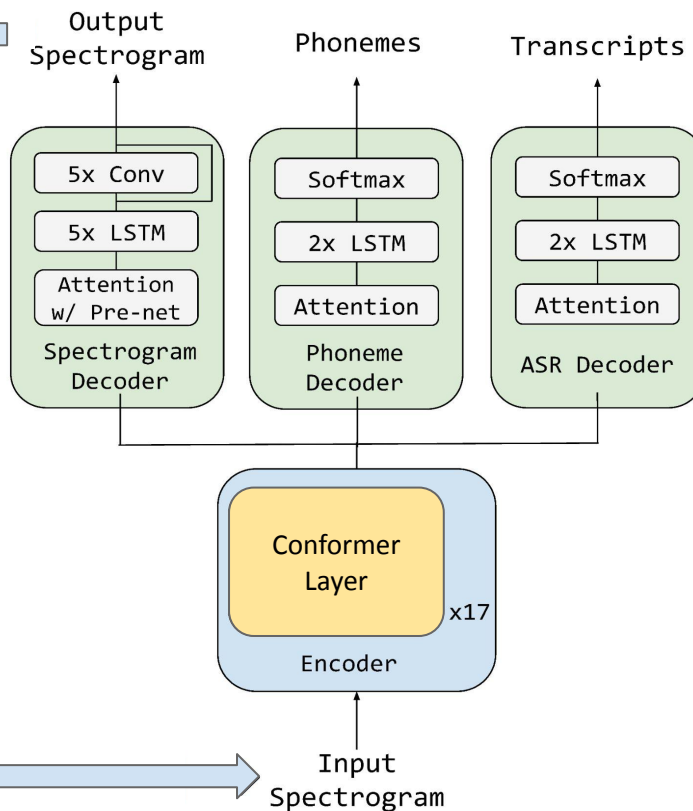 Output
Spectrogram
Phonemes
Transcripts
5x Conv
5x LSTM
Attention
w/ Pre-net
Spectrogram
Decoder
Softmax
2x LSTM
Attention
Phoneme
Decoder
Softmax
2x LSTM
Attention
ASR Decoder
Conformer
Layer
x17
Encoder
Input
Spectrogram